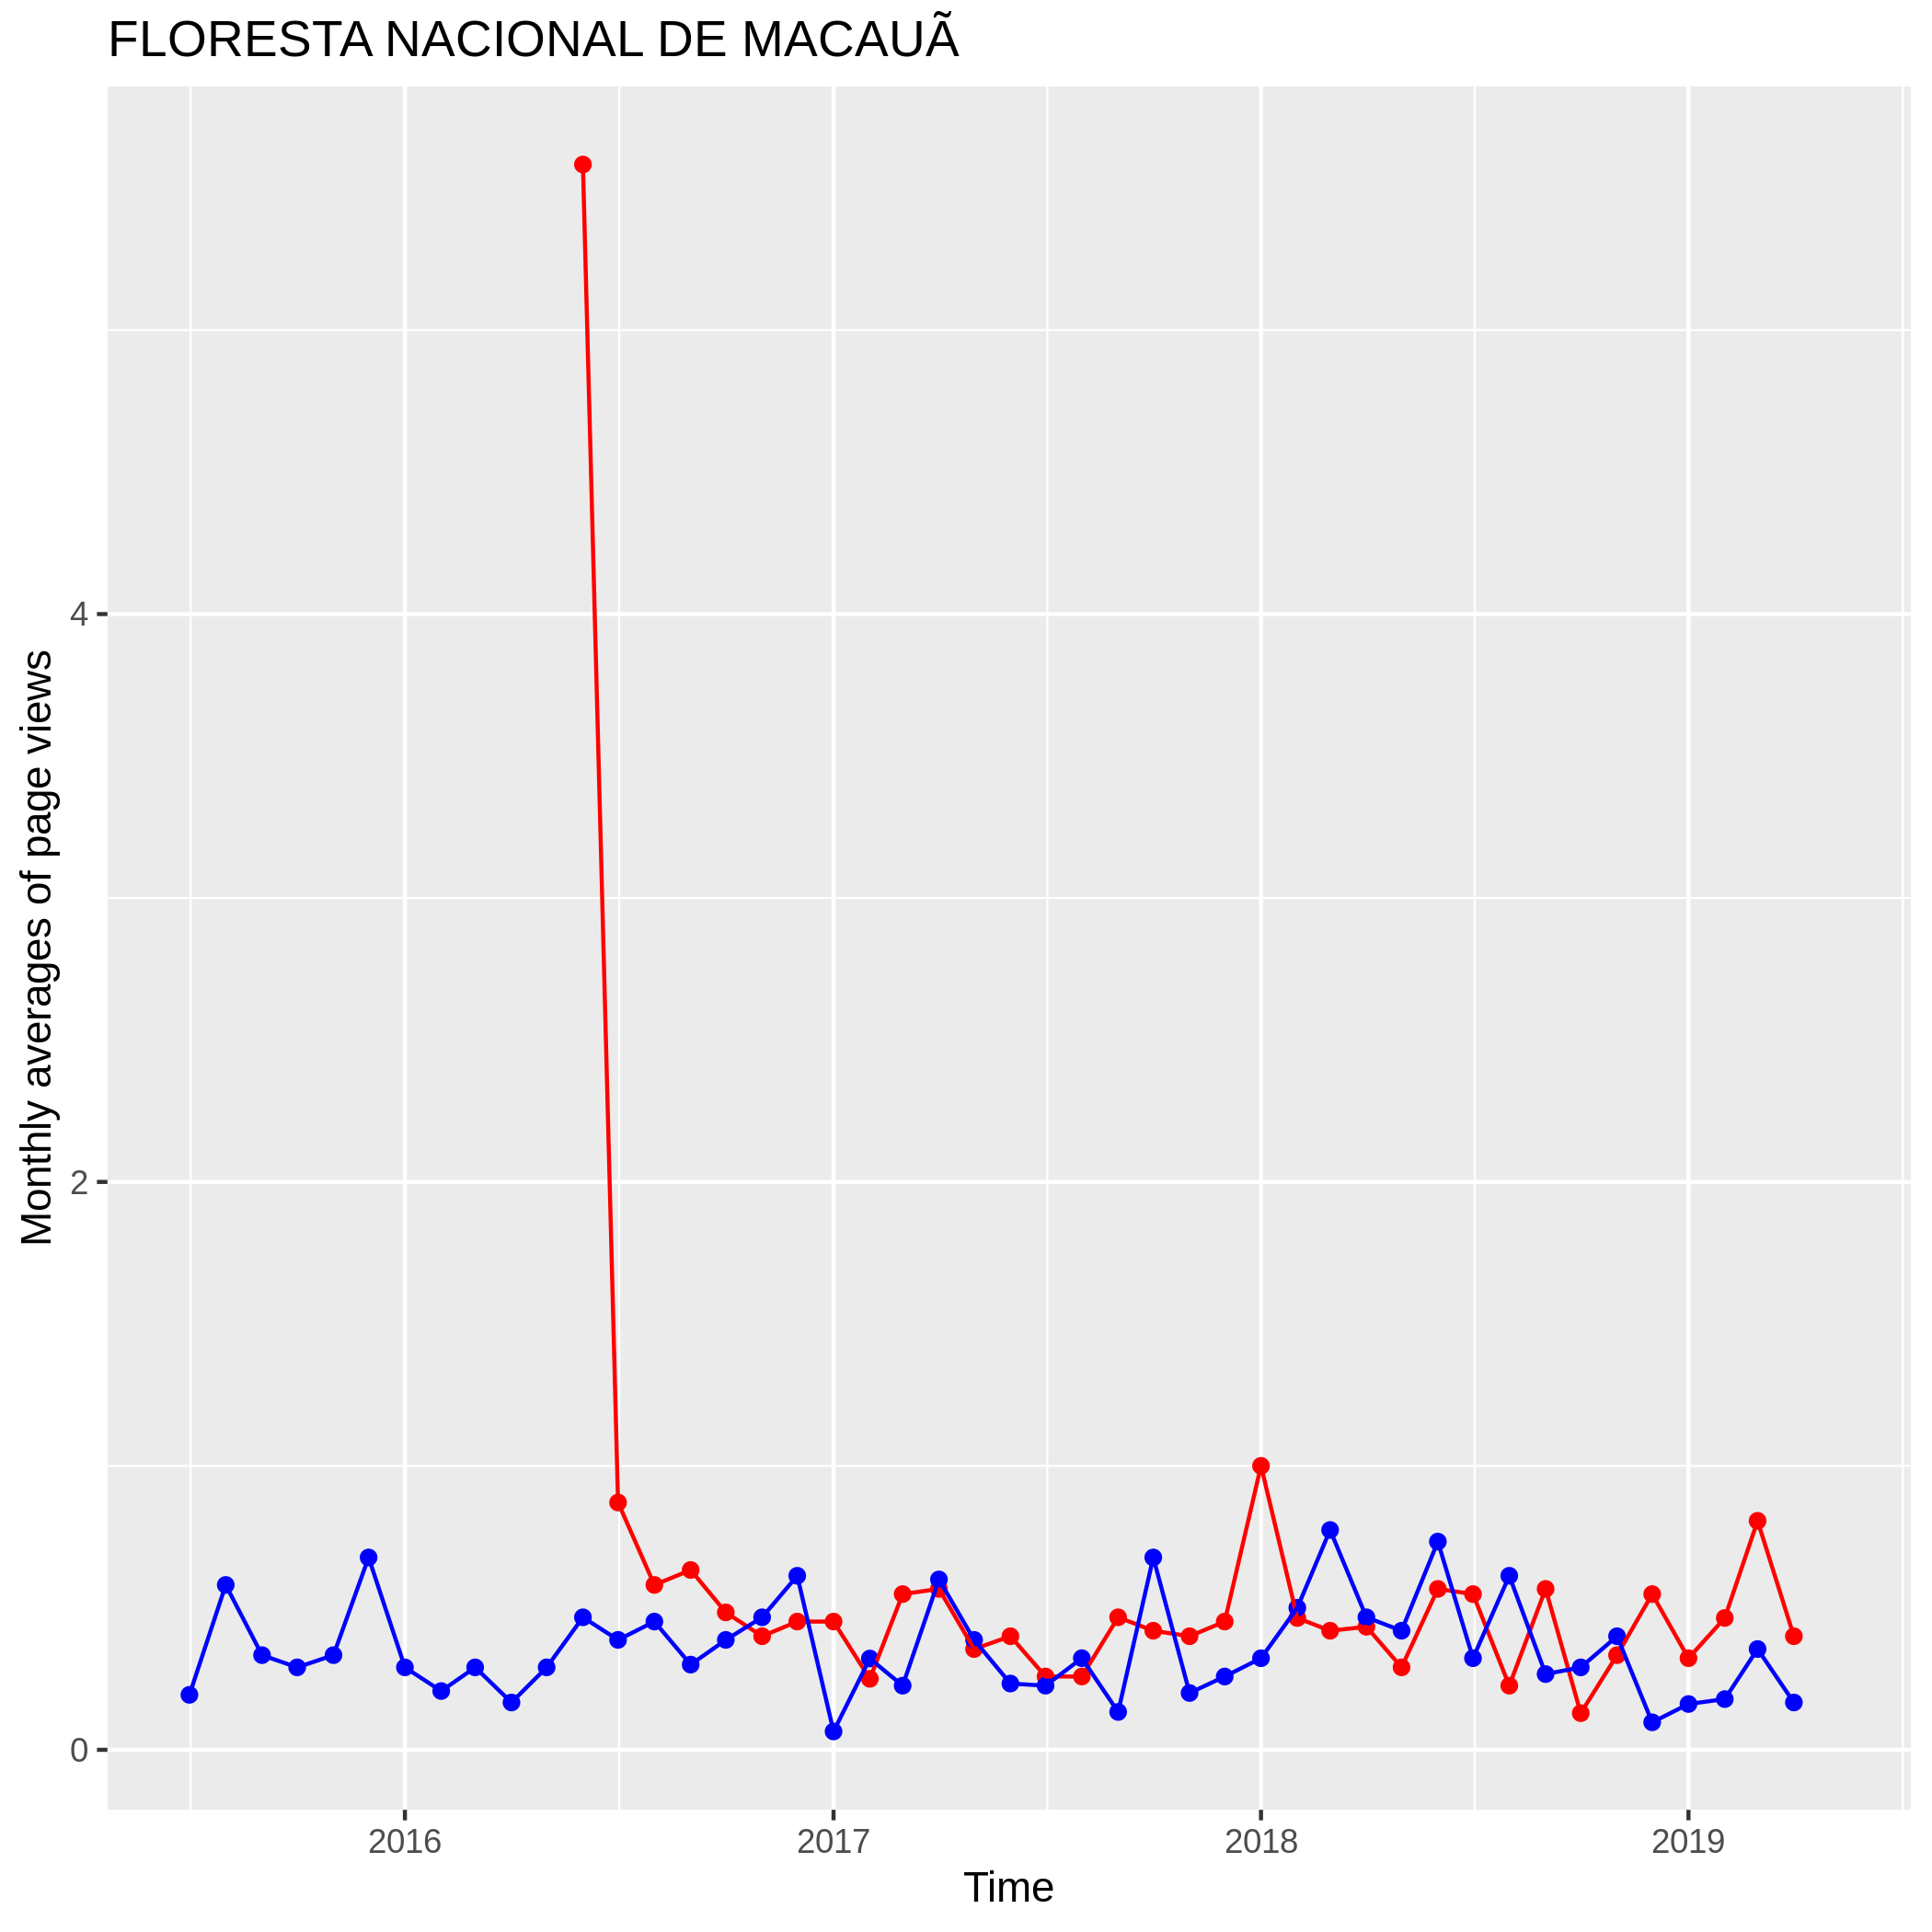 FLORESTA NACIONAL DE MACAUÃ
Monthly averages of page views
4
2
0
2016 2017 2018 2019
Time